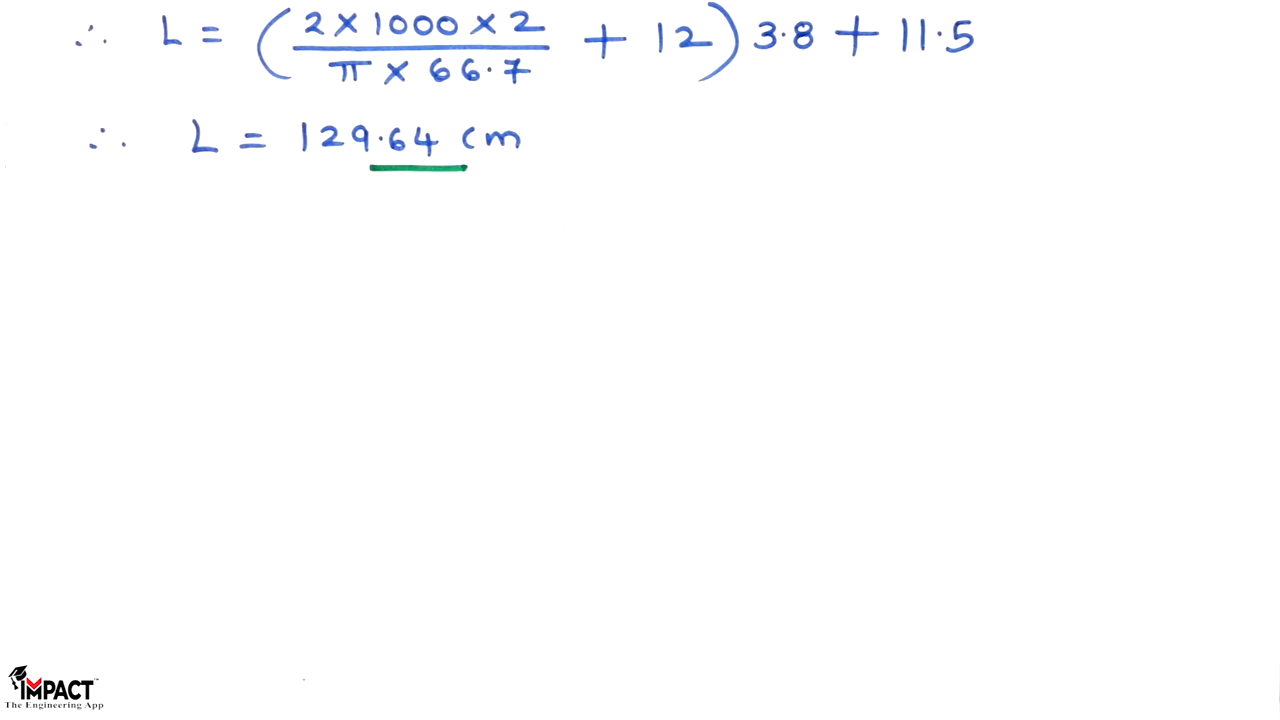 ∴ L = ( 2 × 1000 × 2 / π × 66.7 + 12 ) 3.8 + 11.5
∴ L = 129.64 cm
IMPACT
The Engineering App